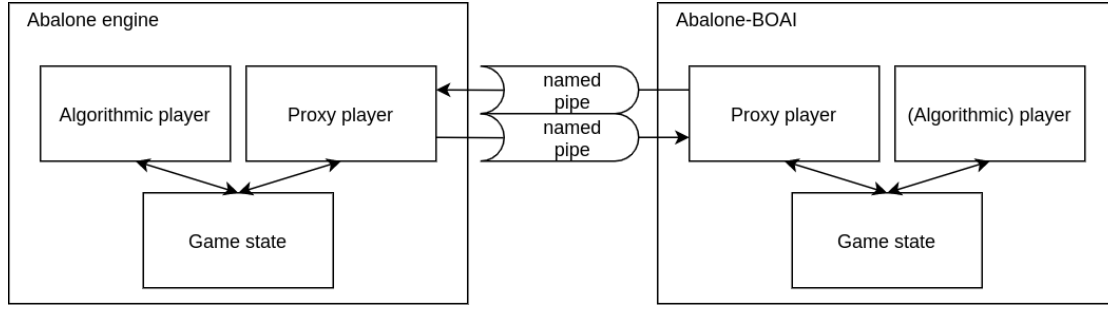 Abalone engine
Algorithmic player
Proxy player
Game state
named
pipe
named
pipe
Abalone-BOAI
Proxy player
(Algorithmic) player
Game state